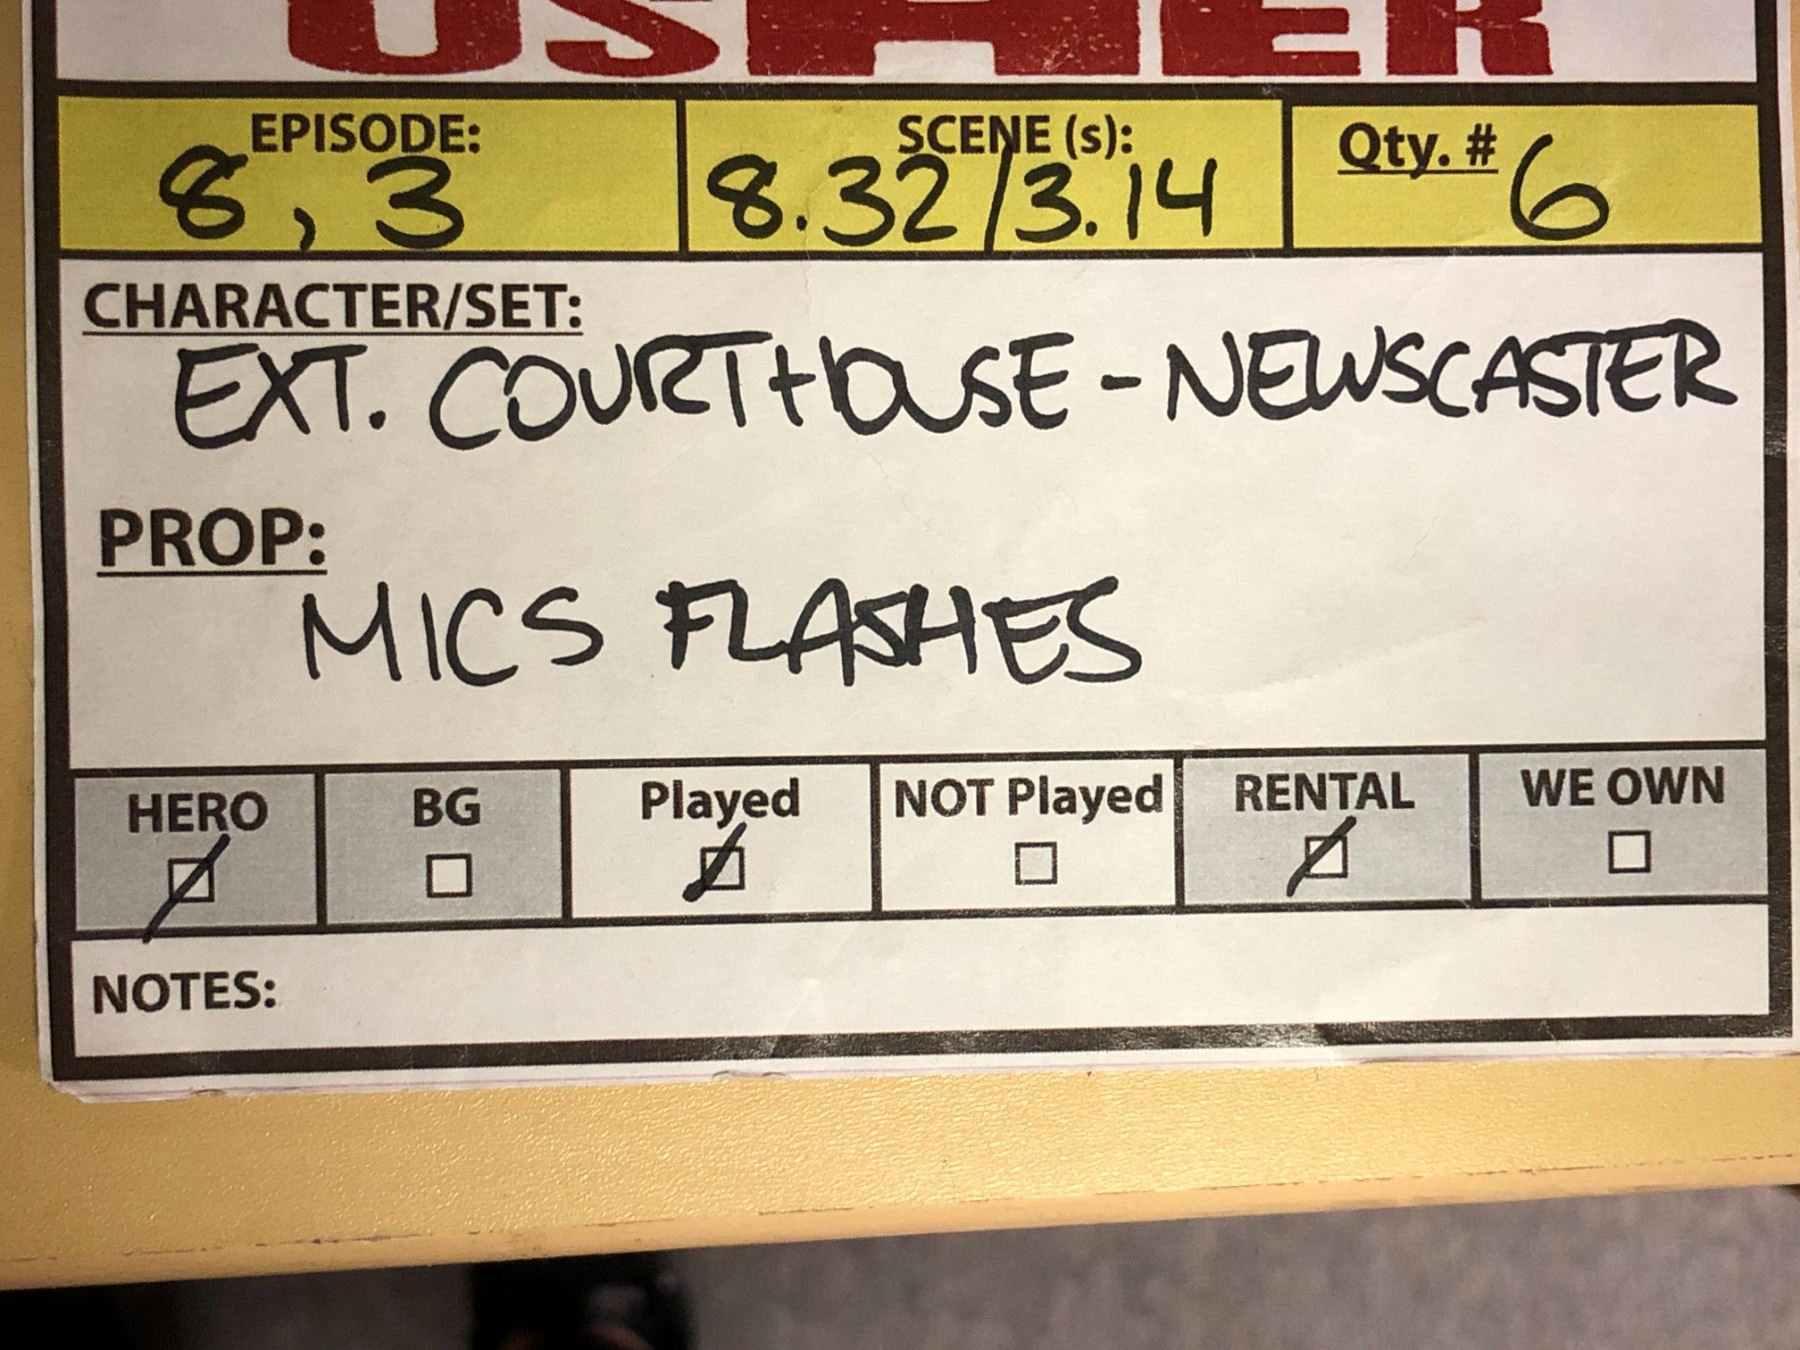 USHER
EPISODE:
8, 3
SCENE (s):
8.32/3.14
Qty. # 6
CHARACTER/SET:
EXT. COURTHOUSE - NEWSCASTER
PROP:
MICS FLASHES
HERO
BG
Played
NOT Played
RENTAL
WE OWN
NOTES: